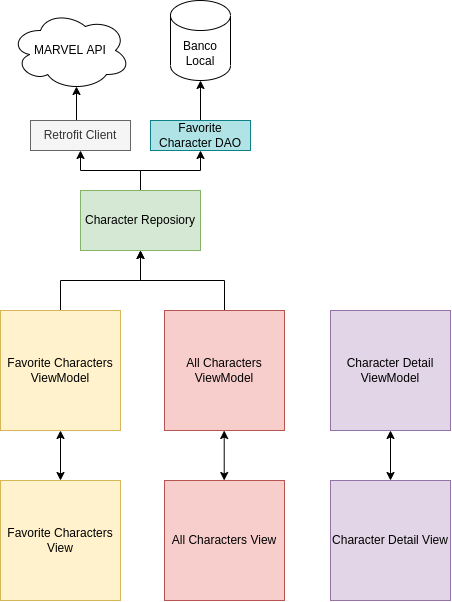 MARVEL API
Banco
Local
Retrofit Client
Favorite
Character DAO
Character Reposiory
Favorite Characters
ViewModel
All Characters
ViewModel
Character Detail
ViewModel
Favorite Characters
View
All Characters View
Character Detail View